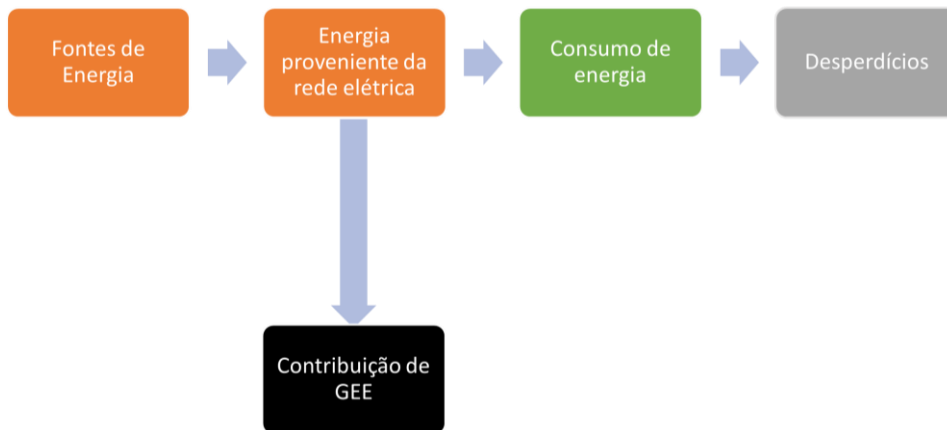 Fontes de
Energia
Energia
proveniente da
rede elétrica
Consumo de
energia
Desperdícios
Contribuição de
GEE